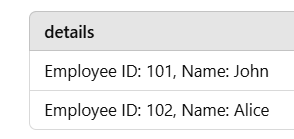 details
Employee ID: 101, Name: John
Employee ID: 102, Name: Alice